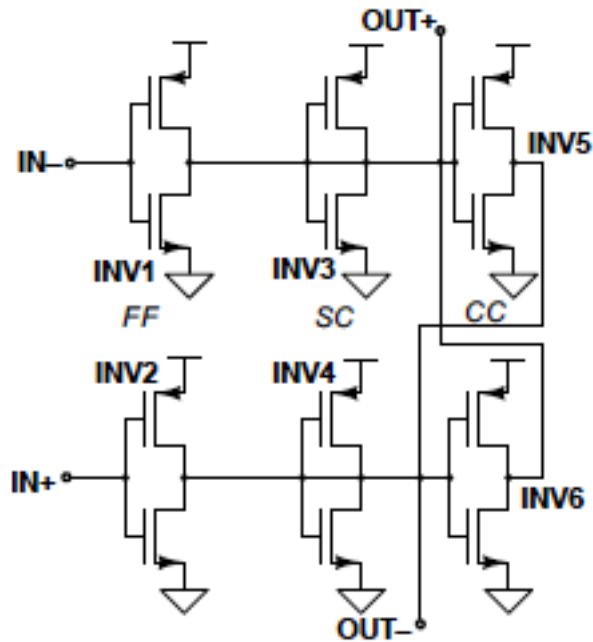 OUT+
IN–
INV5
INV1
INV3
FF
SC
CC
INV2
INV4
IN+
INV6
OUT–